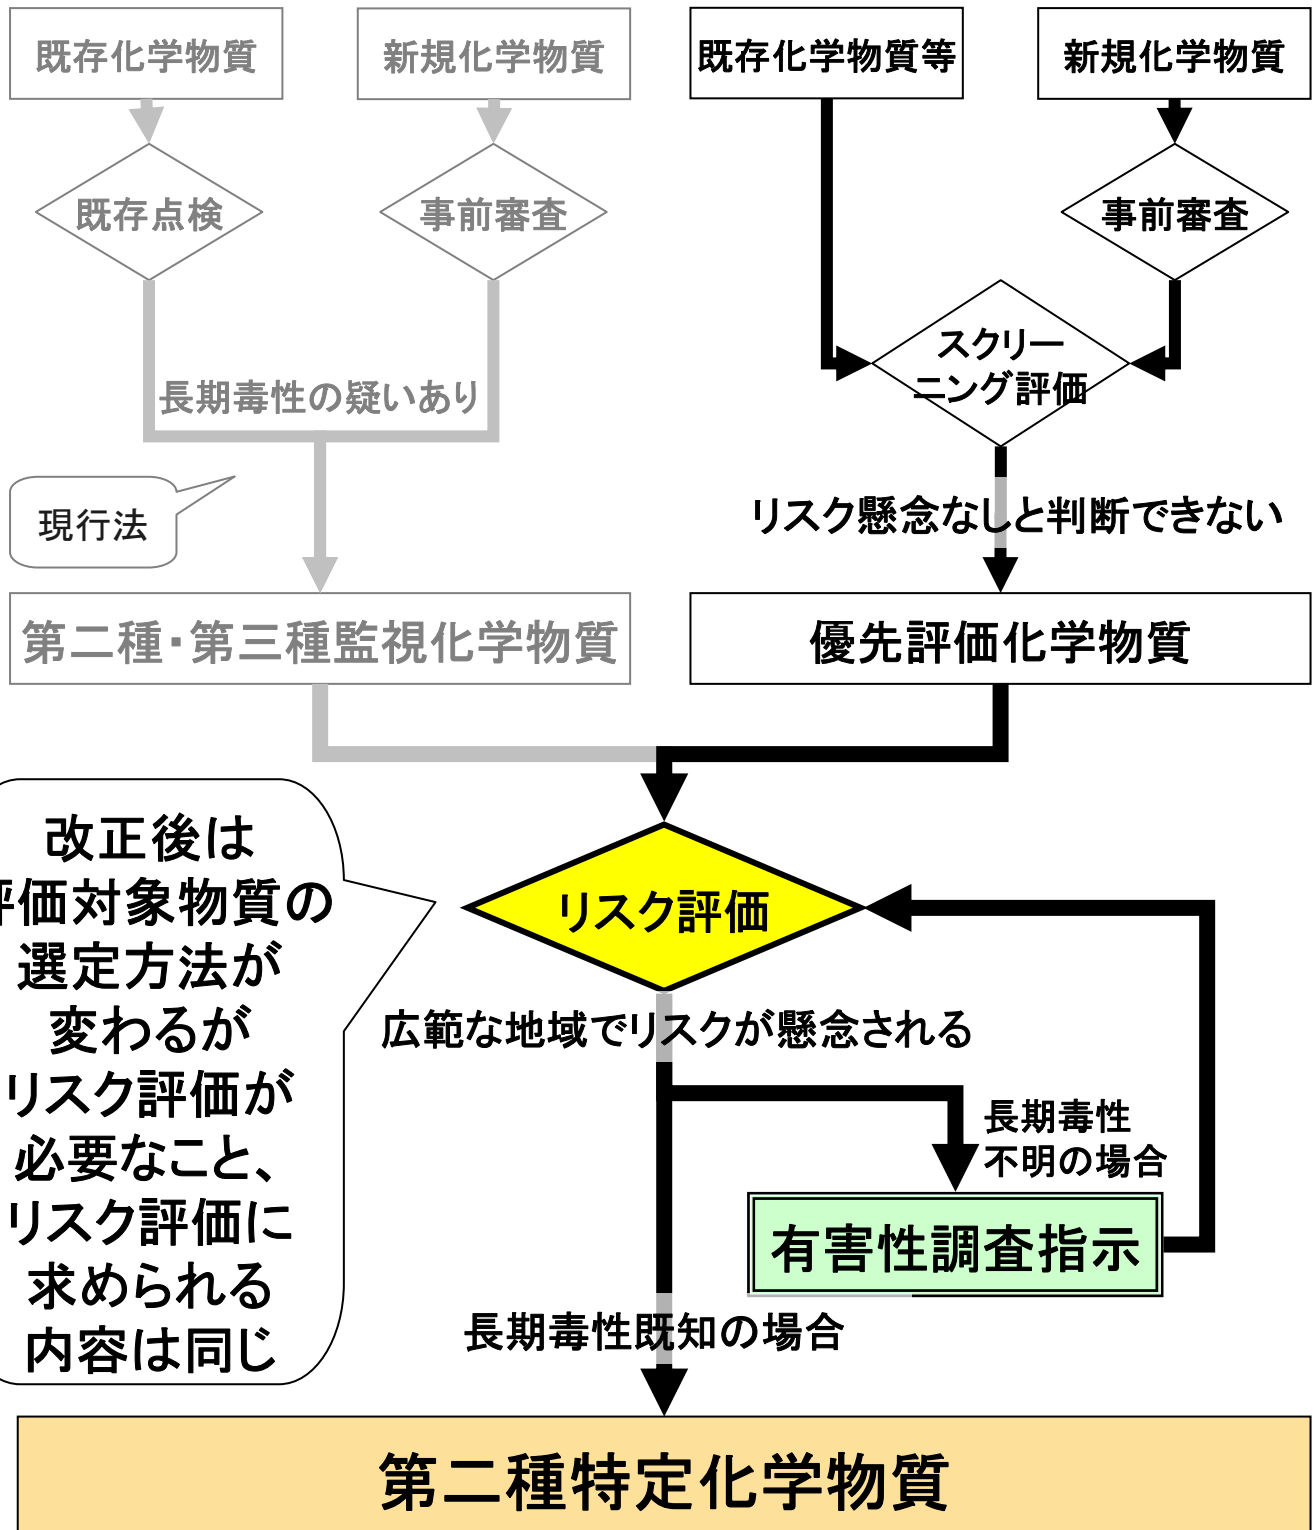 既存化学物質
新規化学物質
既存化学物質等
新規化学物質
既存点検
事前審査
事前審査
スクリー
ニング評価
長期毒性の疑いあり
現行法
リスク懸念なしと判断できない
第二種・第三種監視化学物質
優先評価化学物質
改正後は
評価対象物質の
選定方法が
変わるが
リスク評価が
必要なこと、
リスク評価に
求められる
内容は同じ
リスク評価
広範な地域でリスクが懸念される
長期毒性
不明の場合
有害性調査指示
長期毒性既知の場合
第二種特定化学物質